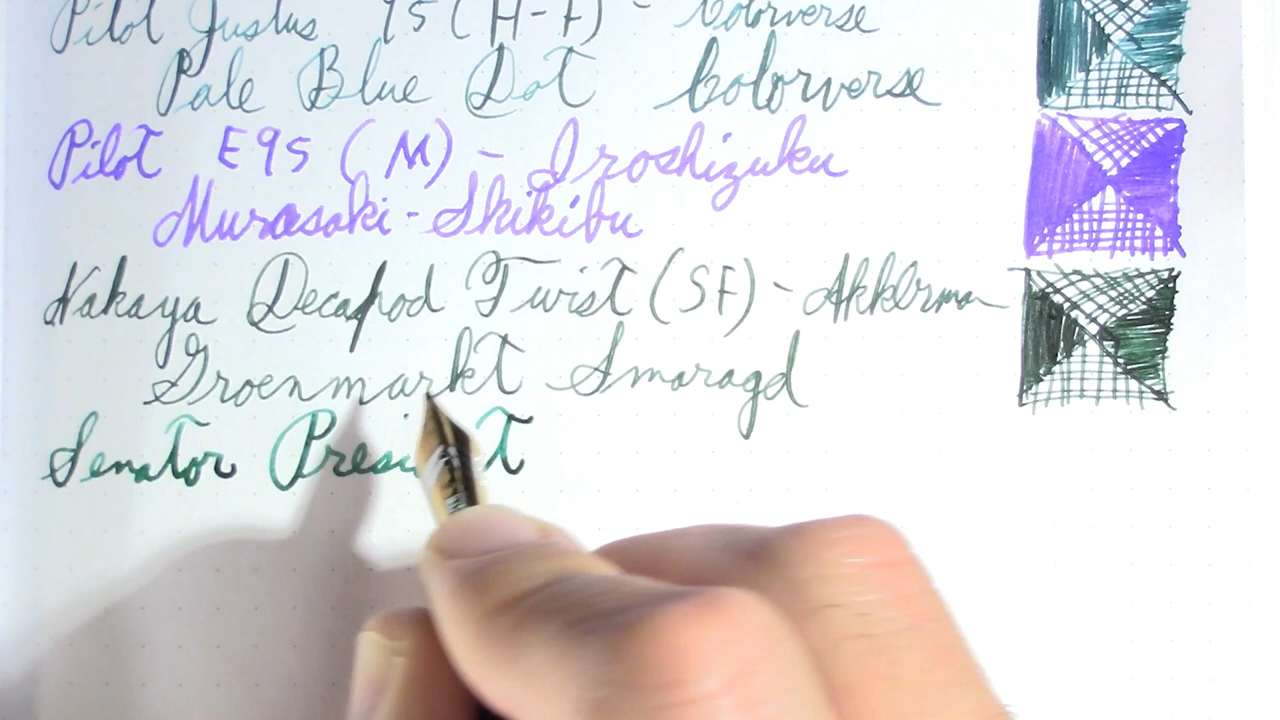 Pilot Justus 95 (H-F) - Colorverse
Pale Blue Dot Colorverse
Pilot E95 (M) - Iroshizuku
Murasaki-Shikibu
Nakaya Decapod Twist (SF) - Akkerman
Groenmarkt Smaragd
Senator